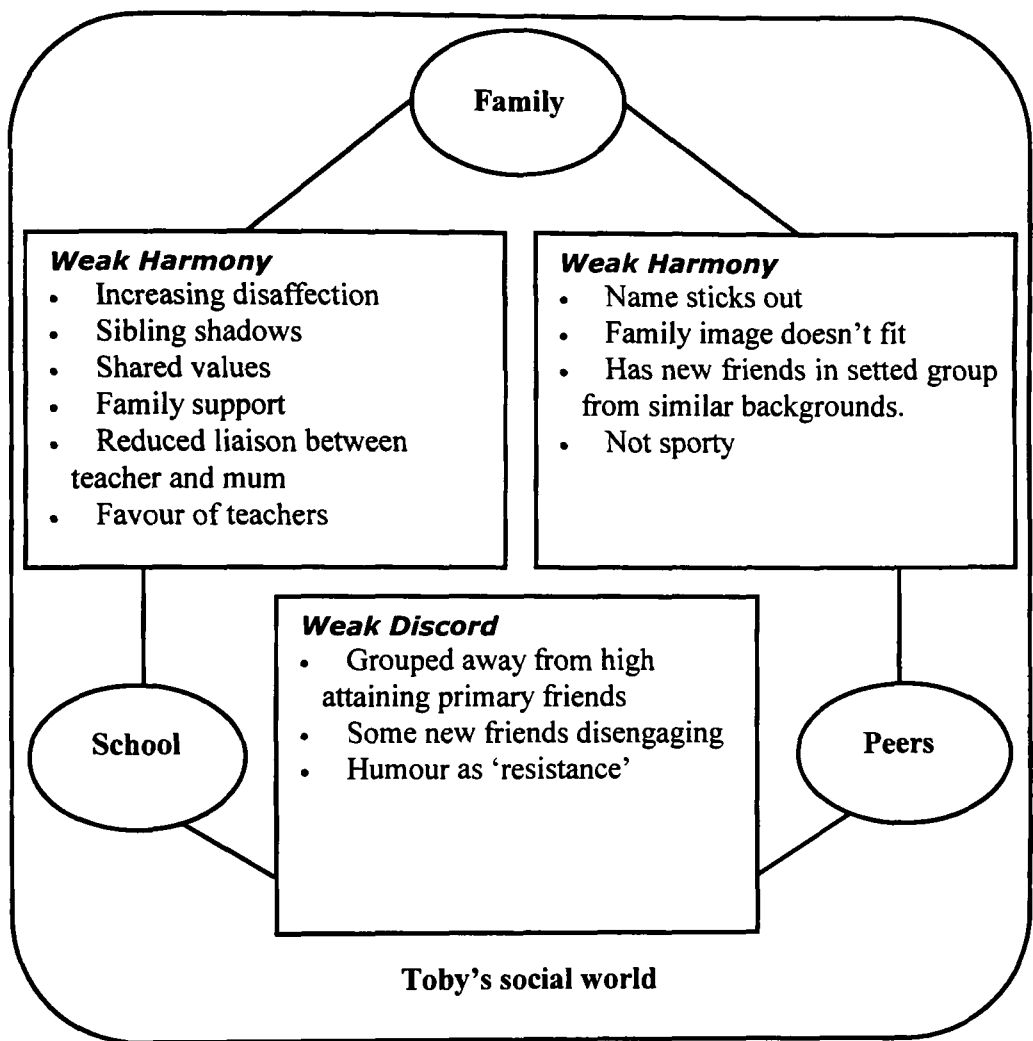 Family
Weak Harmony
• Increasing disaffection
• Sibling shadows
• Shared values
• Family support
• Reduced liaison between
teacher and mum
• Favour of teachers
Weak Harmony
• Name sticks out
• Family image doesn't fit
• Has new friends in setted group
from similar backgrounds.
• Not sporty
Weak Discord
• Grouped away from high
attaining primary friends
• Some new friends disengaging
• Humour as 'resistance'
School
Peers
Toby's social world